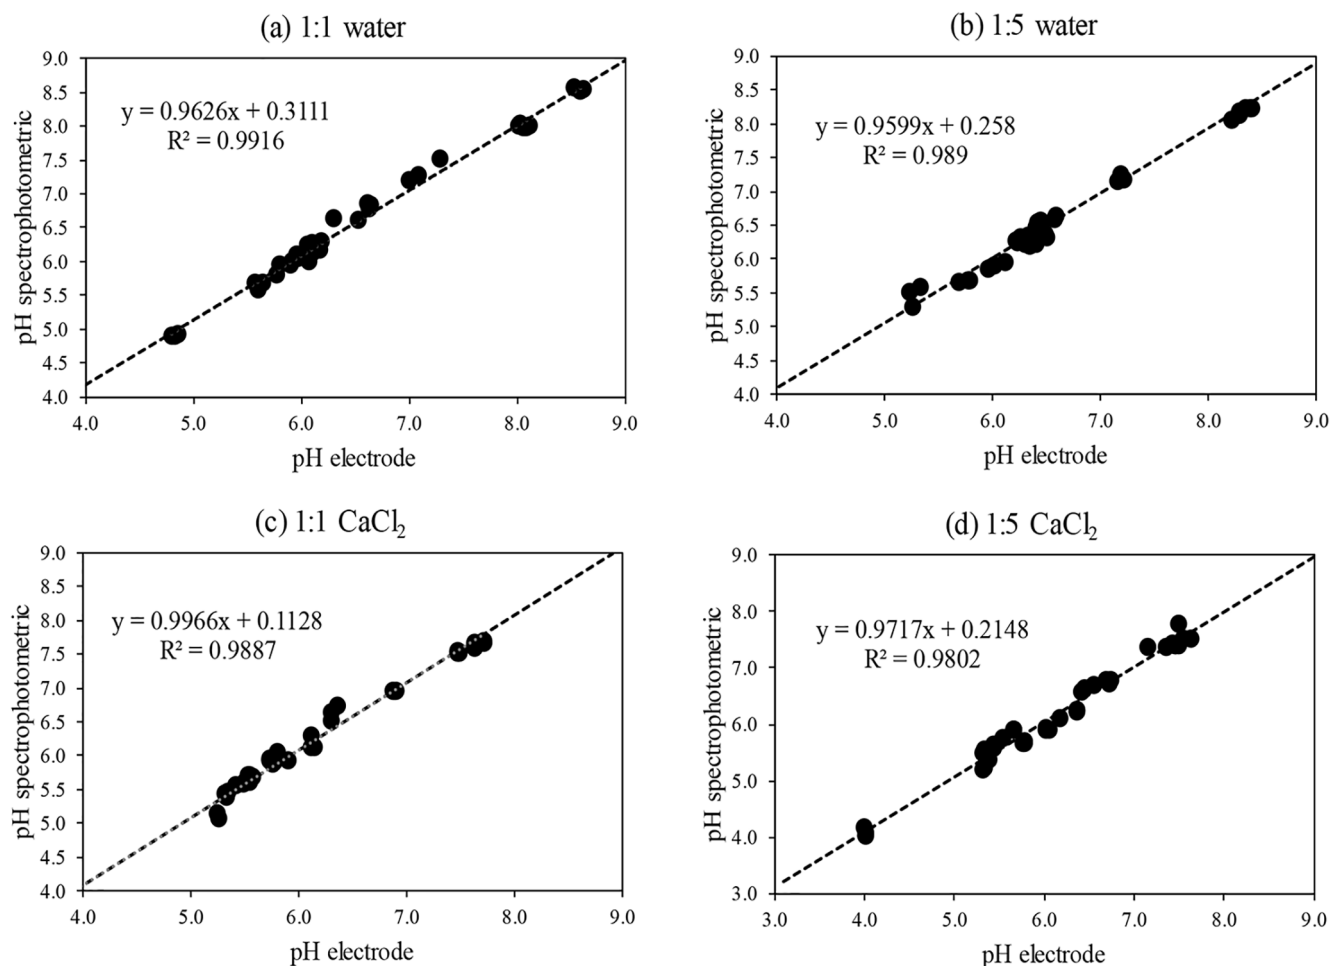 (a) 1:1 water
9.0
8.5
8.0
7.5
7.0
6.5
6.0
5.5
5.0
4.5
4.0
pH spectrophotometric
y = 0.9626x + 0.3111
R² = 0.9916
4.0 5.0 6.0 7.0 8.0 9.0
pH electrode
(b) 1:5 water
9.0
8.5
8.0
7.5
7.0
6.5
6.0
5.5
5.0
4.5
4.0
pH spectrophotometric
y = 0.9599x + 0.258
R² = 0.989
4.0 5.0 6.0 7.0 8.0 9.0
pH electrode
(c) 1:1 CaCl₂
9.0
8.5
8.0
7.5
7.0
6.5
6.0
5.5
5.0
4.5
4.0
pH spectrophotometric
y = 0.9966x + 0.1128
R² = 0.9887
4.0 5.0 6.0 7.0 8.0 9.0
pH electrode
(d) 1:5 CaCl₂
9.0
8.0
7.0
6.0
5.0
4.0
3.0
pH spectrophotometric
y = 0.9717x + 0.2148
R² = 0.9802
3.0 4.0 5.0 6.0 7.0 8.0 9.0
pH electrode